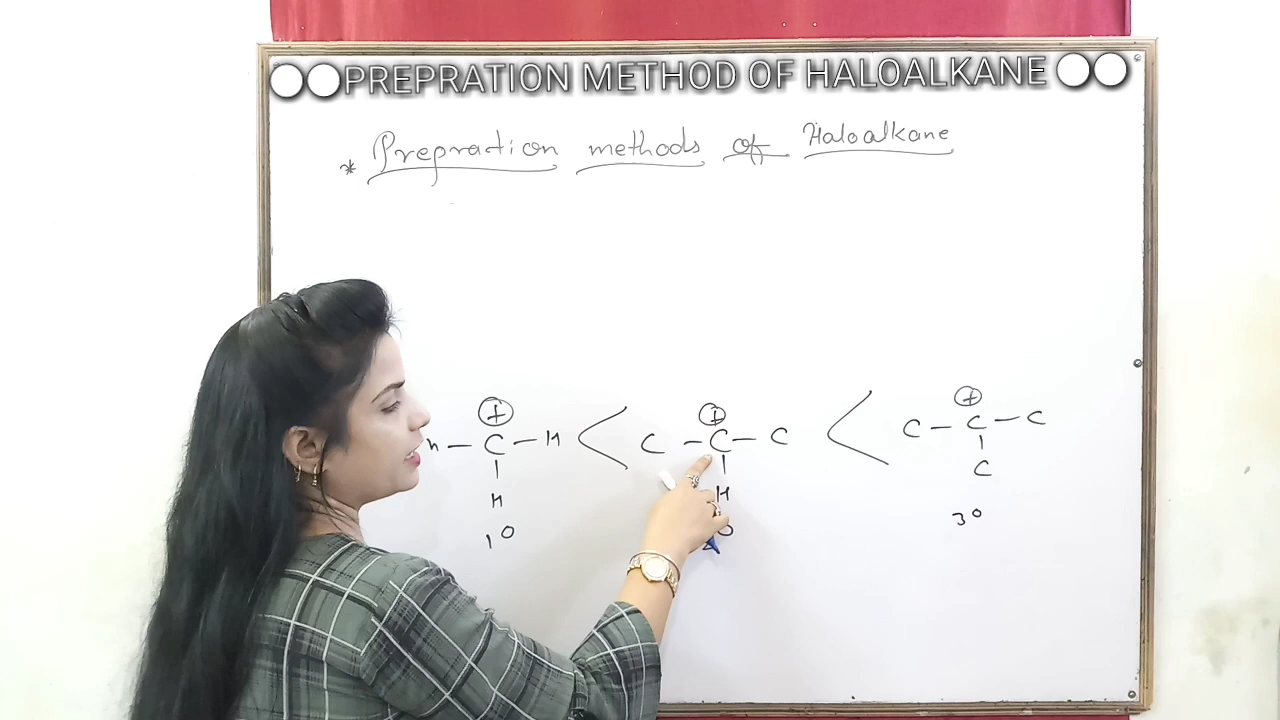 PREPRATION METHOD OF HALOALKANE
* Prepration methods of Haloalkane
+ + +
H — C — H < C — C — C < C — C — C
H H C
1° 3°